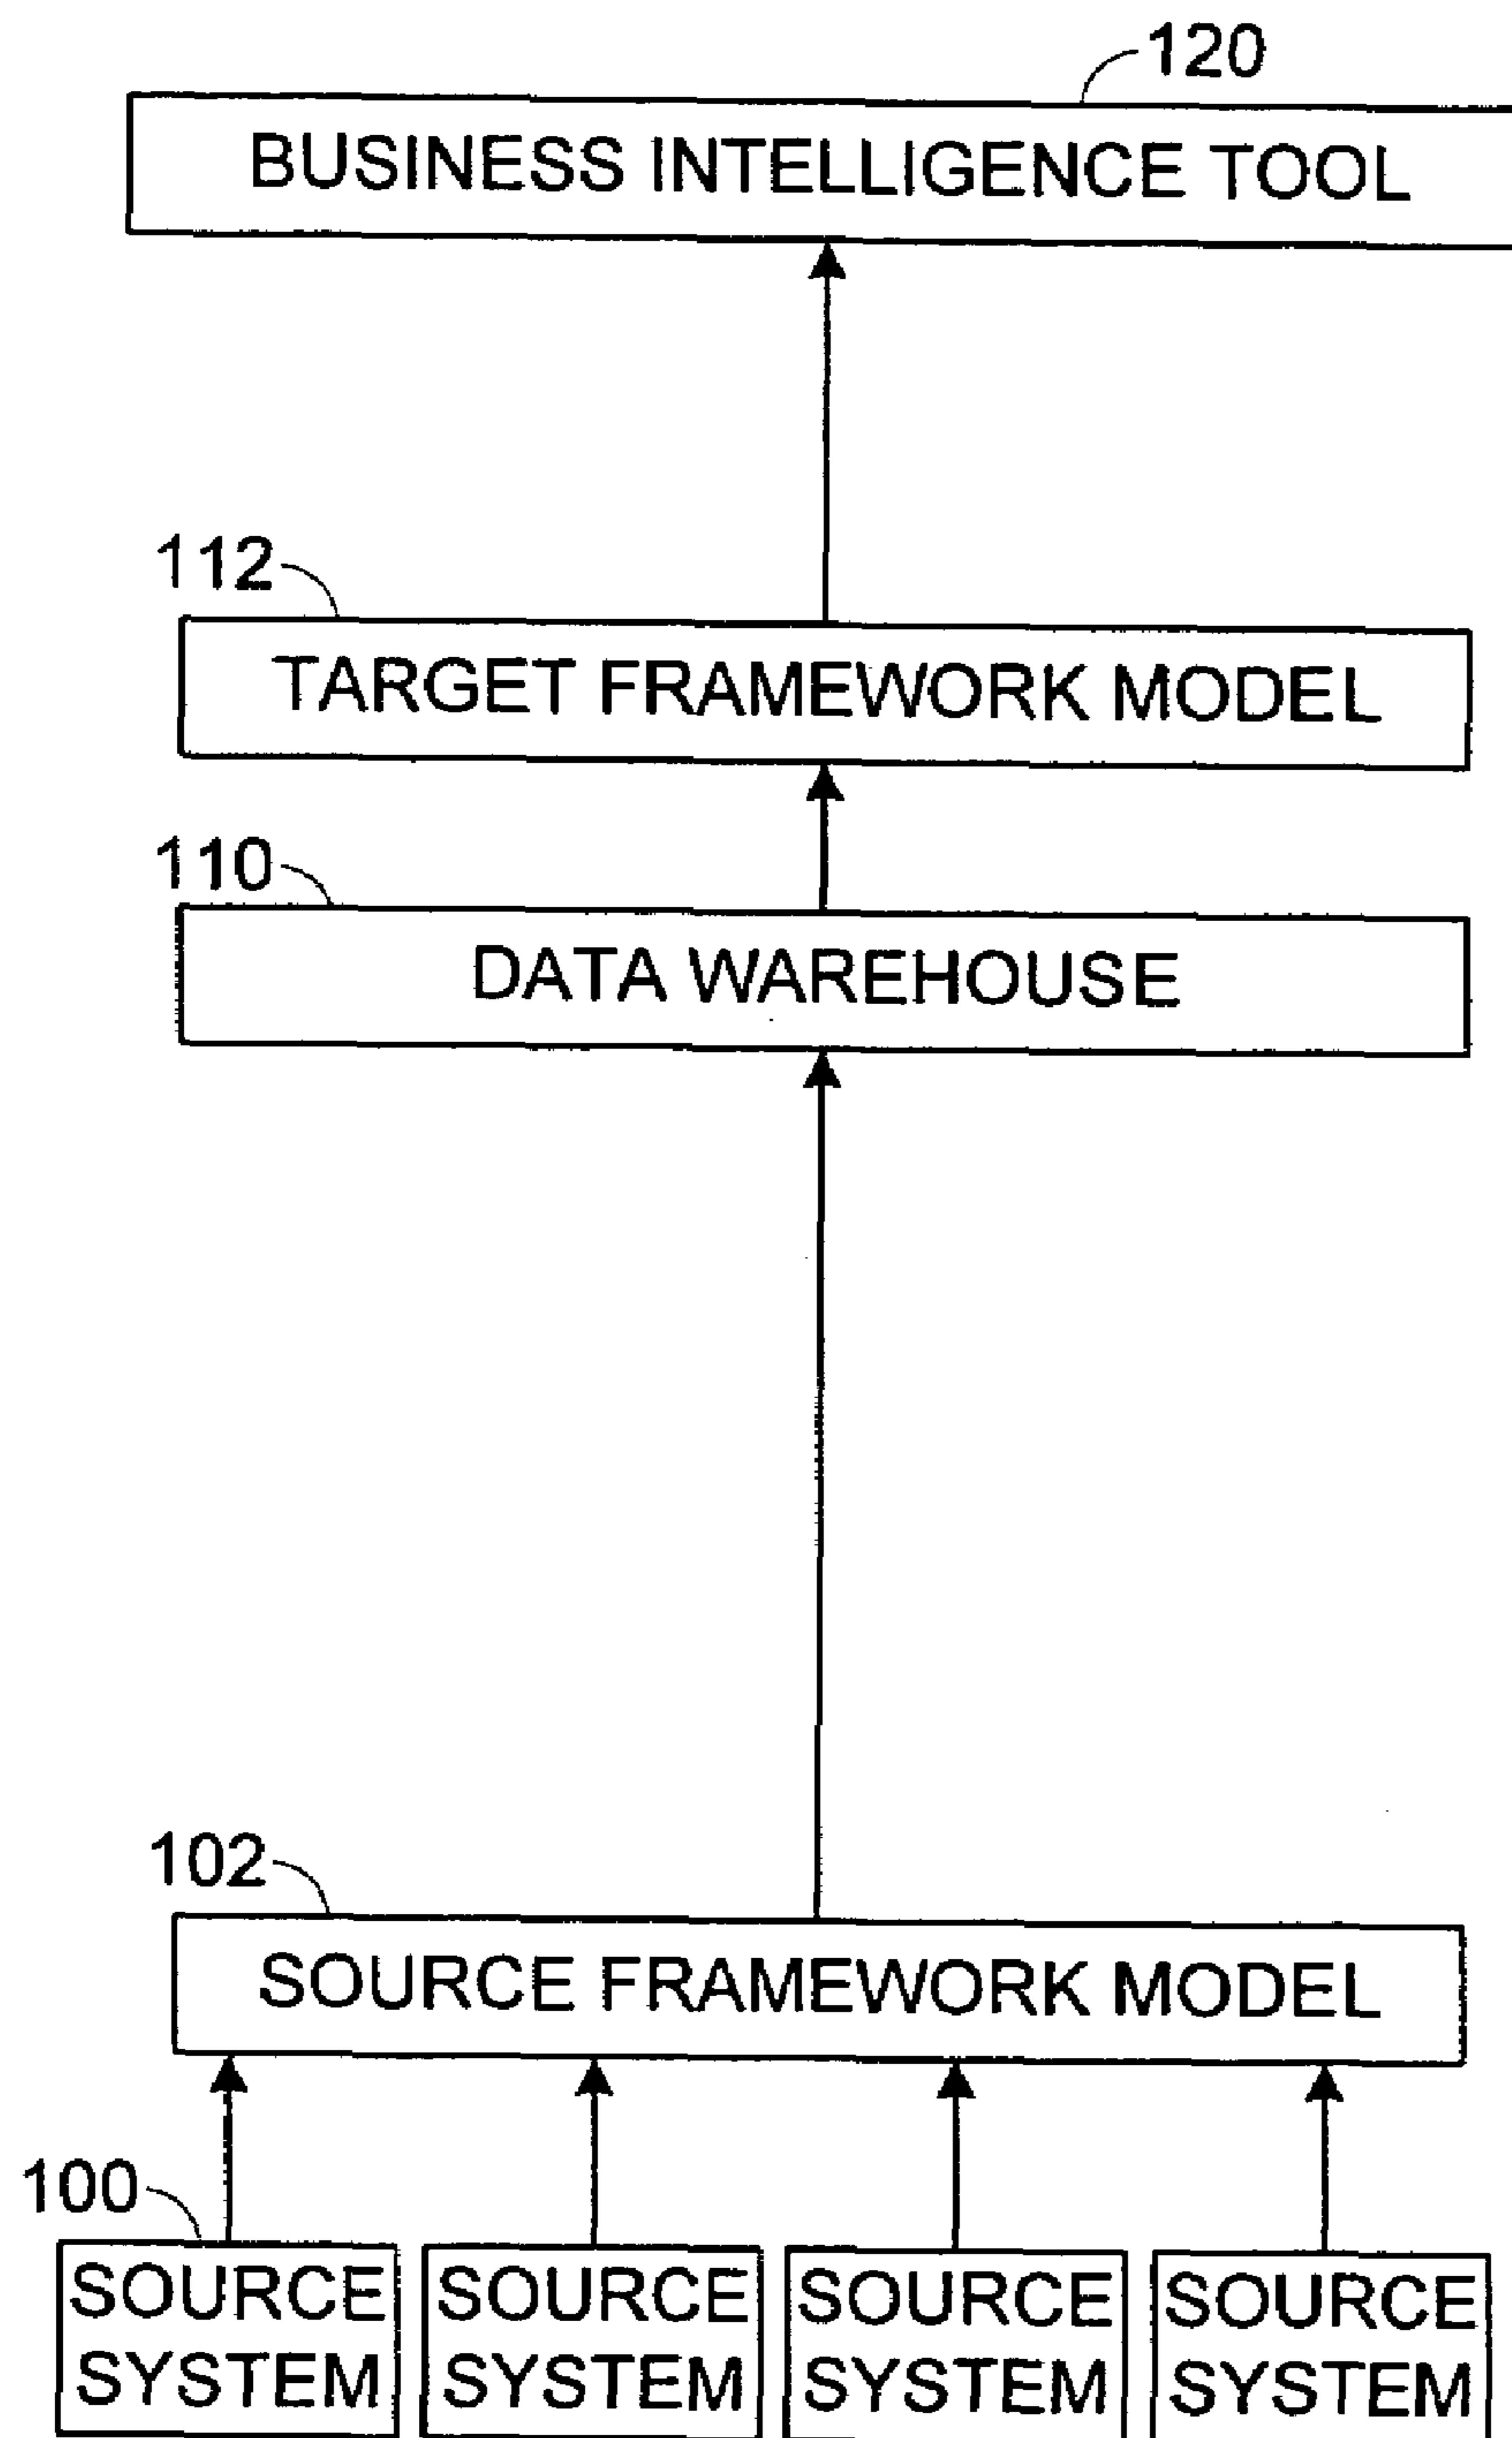 120
BUSINESS INTELLIGENCE TOOL
112
TARGET FRAMEWORK MODEL
110
DATA WAREHOUSE
102
SOURCE FRAMEWORK MODEL
100
SOURCE SYSTEM
SOURCE SYSTEM
SOURCE SYSTEM
SOURCE SYSTEM